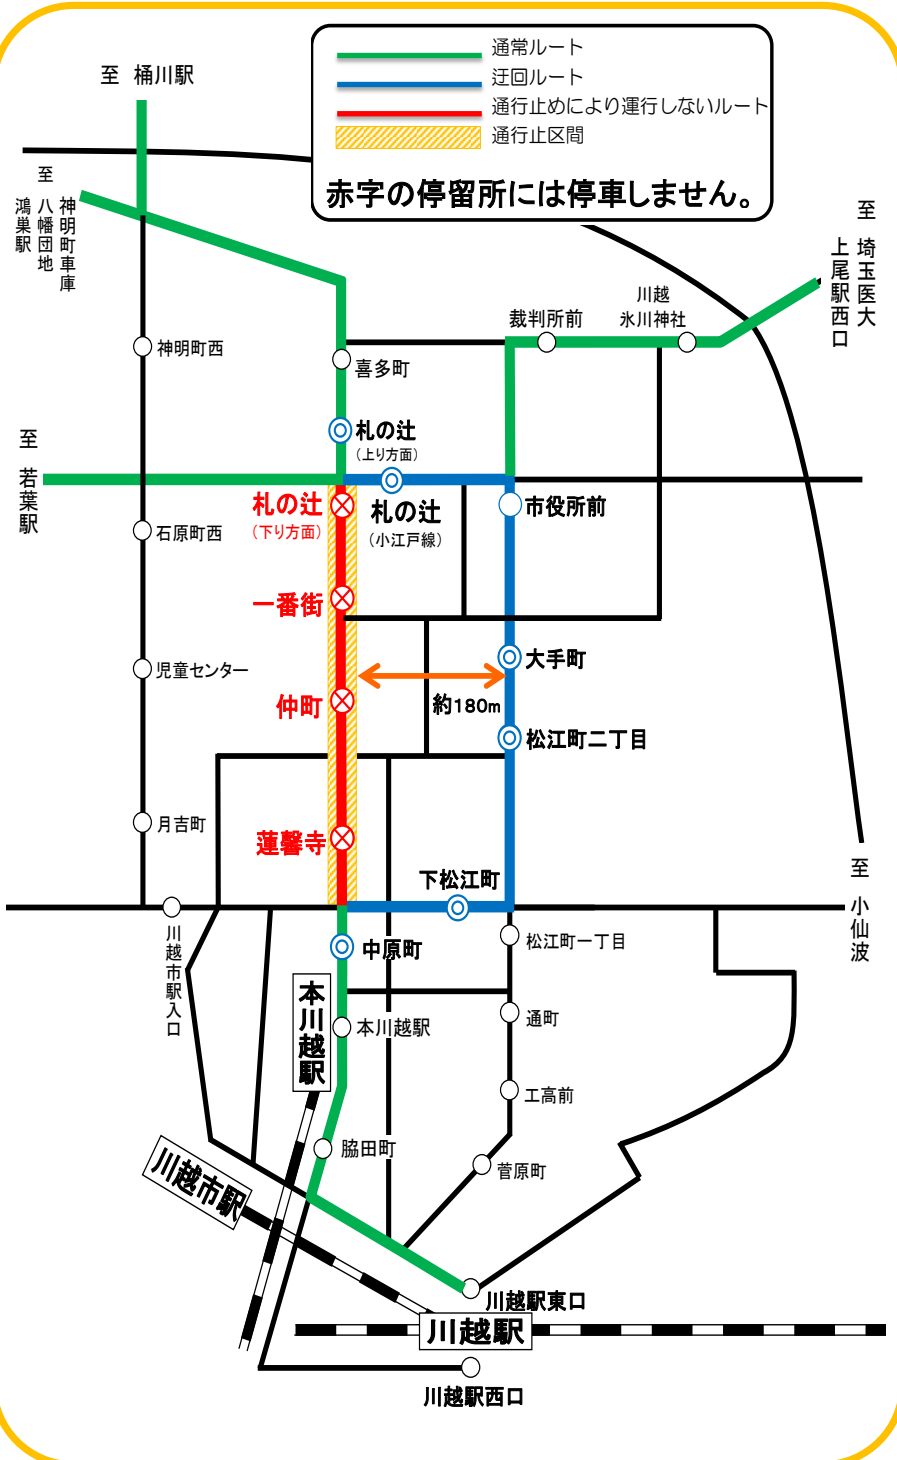 通常ルート
迂回ルート
通行止めにより運行しないルート
通行止区間
赤字の停留所には停車しません。
至 桶川駅
至
神明町車庫
八幡団地
鴻巣駅
至
埼玉医大
上尾駅西口
川越
氷川神社
裁判所前
神明町西
喜多町
札の辻
(上り方面)
至
若葉駅
札の辻
(下り方面)
札の辻
(小江戸線)
市役所前
石原町西
一番街
大手町
児童センター
仲町
約180m
松江町二丁目
月吉町
蓮馨寺
下松江町
至
小仙波
川越市駅入口
中原町
松江町一丁目
本川越駅
本川越駅
通町
工高前
脇田町
菅原町
川越市駅
川越駅東口
川越駅
川越駅西口